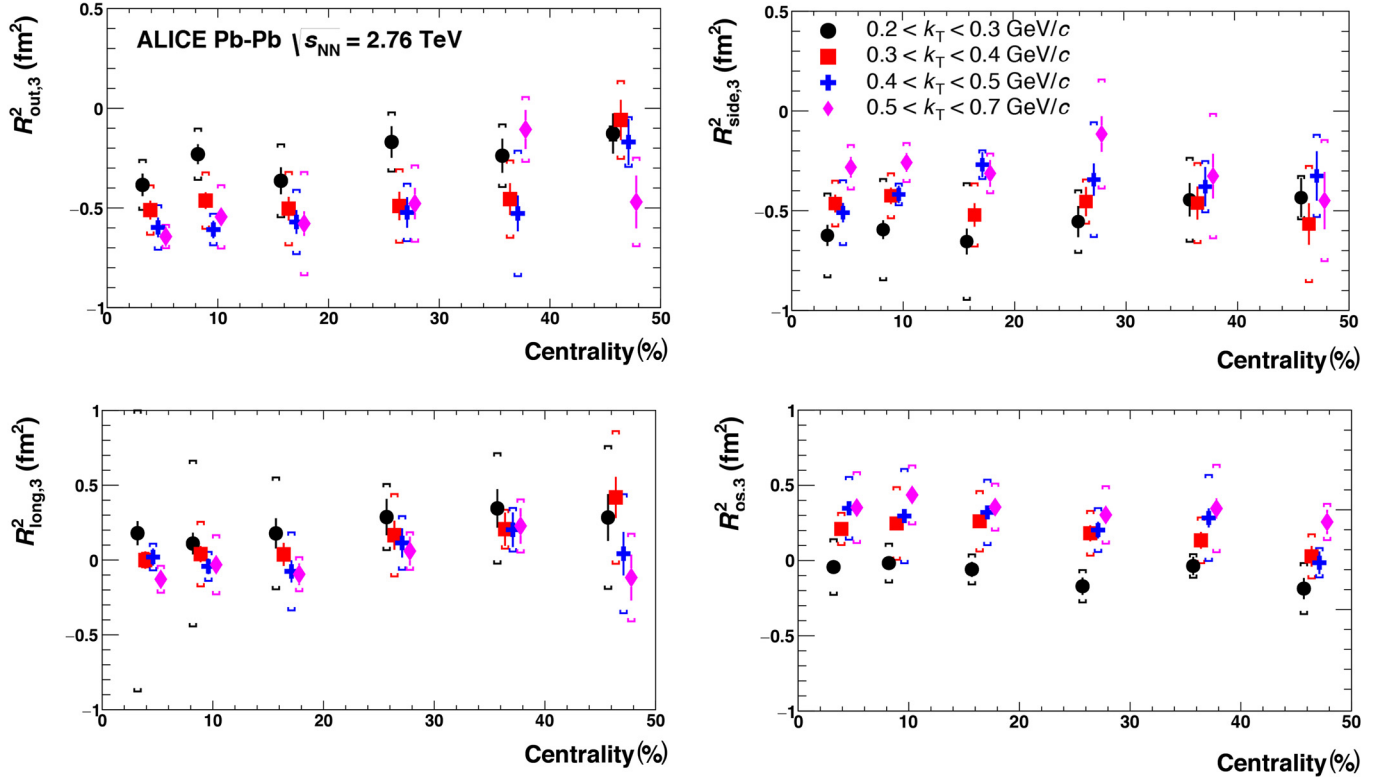 ALICE Pb-Pb √sNN = 2.76 TeV
R²out,3 (fm²)
0.5
0
−0.5
−1
0 10 20 30 40 50
Centrality(%)
R²side,3 (fm²)
0.5
0
−0.5
−1
0.2 < kT < 0.3 GeV/c
0.3 < kT < 0.4 GeV/c
0.4 < kT < 0.5 GeV/c
0.5 < kT < 0.7 GeV/c
0 10 20 30 40 50
Centrality(%)
R²long,3 (fm²)
1
0.5
0
−0.5
−1
0 10 20 30 40 50
Centrality(%)
R²os.3 (fm²)
1
0.5
0
−0.5
−1
0 10 20 30 40 50
Centrality(%)